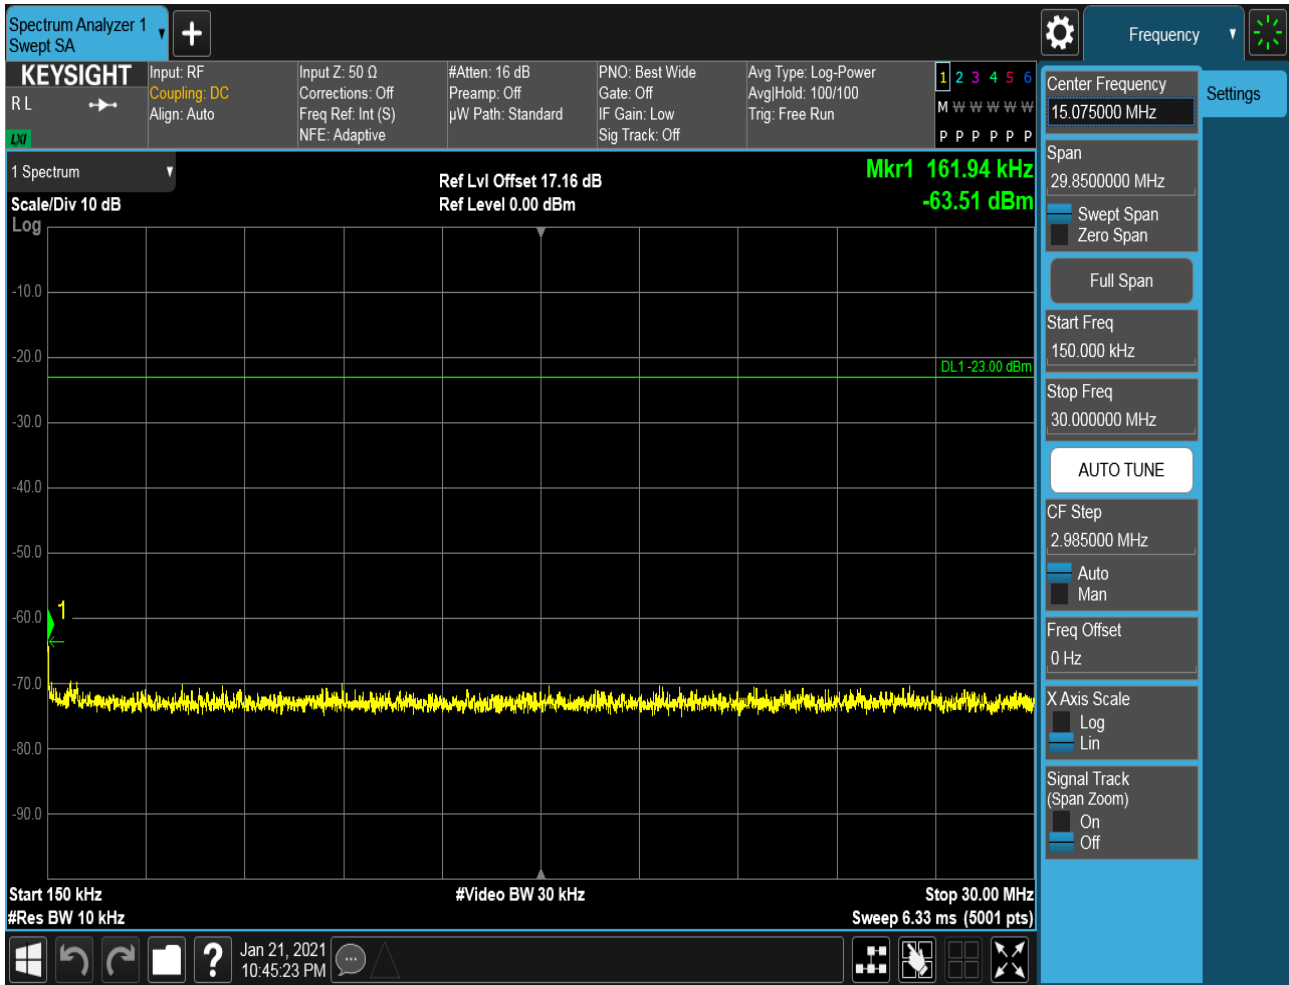 Spectrum Analyzer 1
Swept SA
Frequency
KEYSIGHT
R L
LXI
Input: RF
Coupling: DC
Align: Auto
Input Z: 50 Ω
Corrections: Off
Freq Ref: Int (S)
NFE: Adaptive
#Atten: 16 dB
Preamp: Off
µW Path: Standard
PNO: Best Wide
Gate: Off
IF Gain: Low
Sig Track: Off
Avg Type: Log-Power
Avg|Hold: 100/100
Trig: Free Run
1 2 3 4 5 6
M W W W W W
P P P P P P
1 Spectrum
Scale/Div 10 dB
Log
Ref Lvl Offset 17.16 dB
Ref Level 0.00 dBm
Mkr1 161.94 kHz
-63.51 dBm
-10.0
-20.0
DL1 -23.00 dBm
-30.0
-40.0
-50.0
-60.0
1
-70.0
-80.0
-90.0
Start 150 kHz
#Res BW 10 kHz
#Video BW 30 kHz
Stop 30.00 MHz
Sweep 6.33 ms (5001 pts)
Jan 21, 2021
10:45:23 PM
Center Frequency
15.075000 MHz
Settings
Span
29.8500000 MHz
Swept Span
Zero Span
Full Span
Start Freq
150.000 kHz
Stop Freq
30.000000 MHz
AUTO TUNE
CF Step
2.985000 MHz
Auto
Man
Freq Offset
0 Hz
X Axis Scale
Log
Lin
Signal Track
(Span Zoom)
On
Off